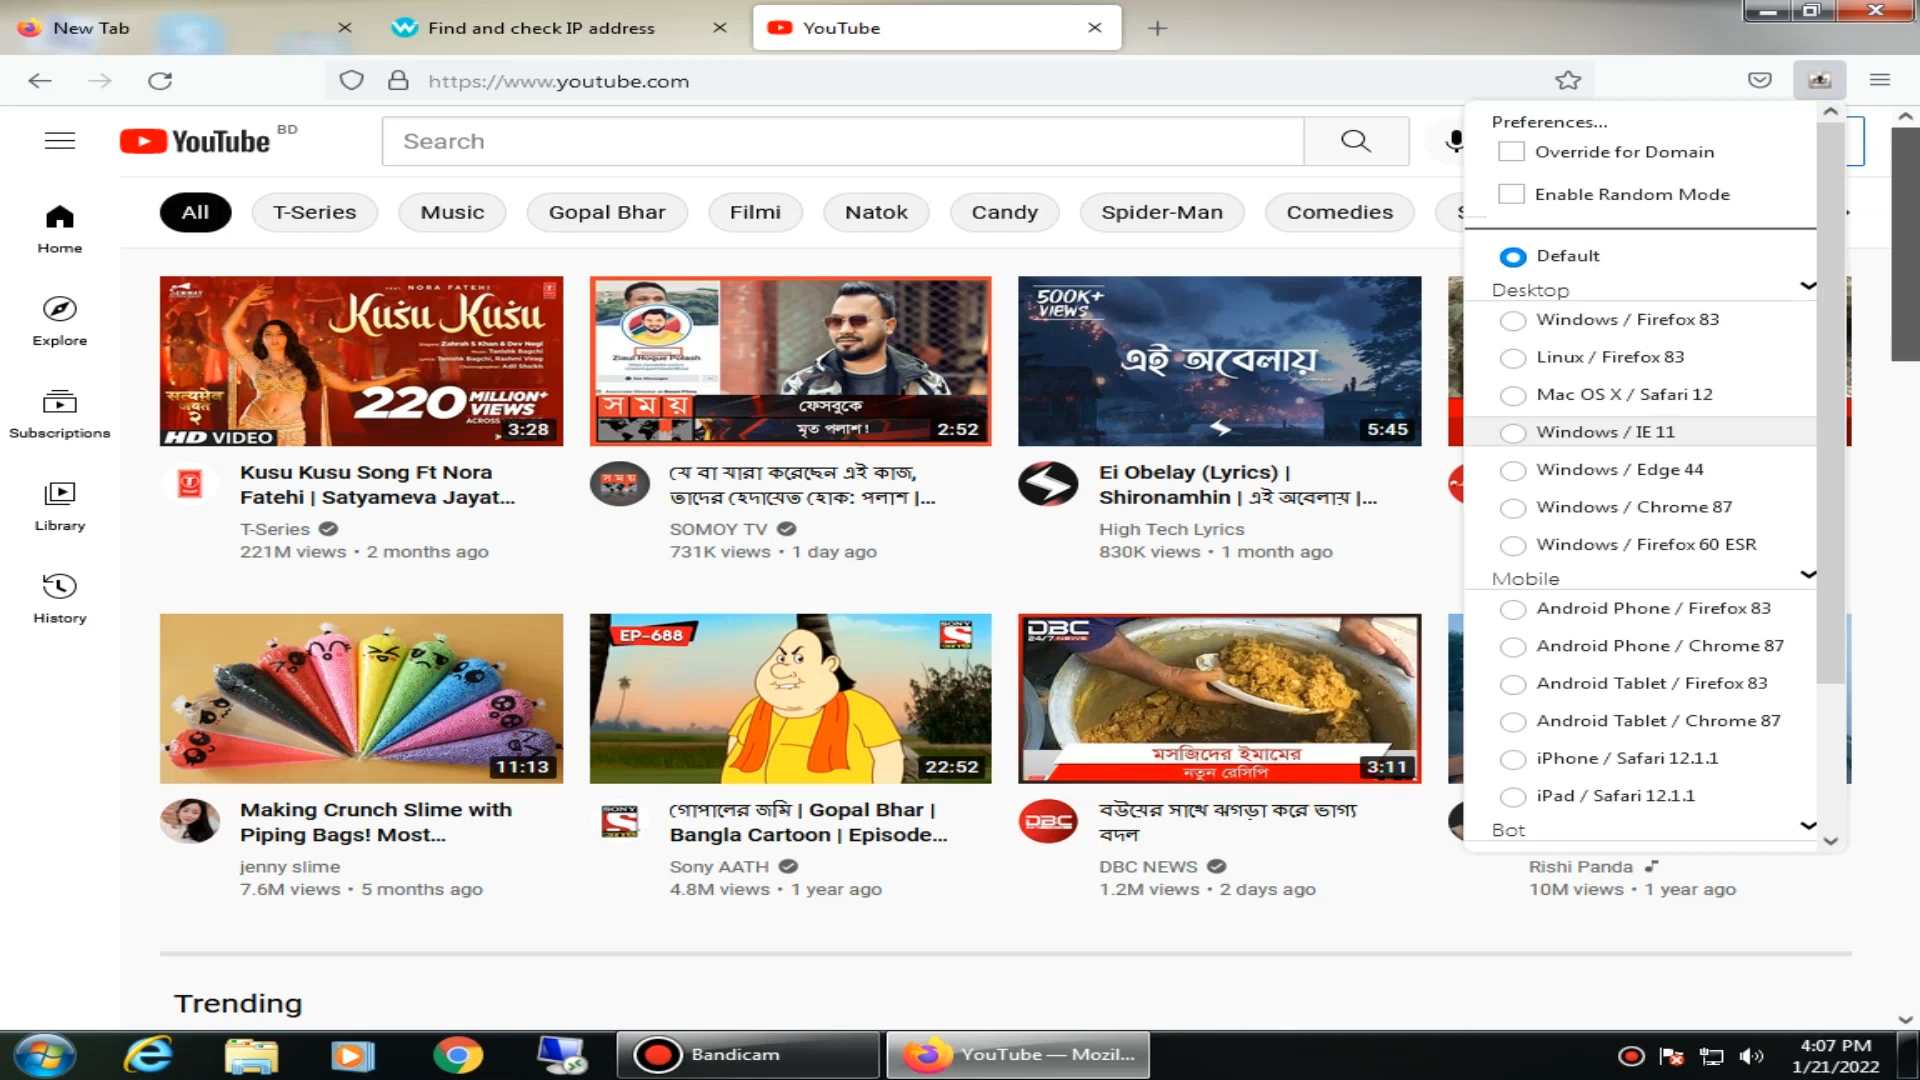 New Tab
Find and check IP address
YouTube
https://www.youtube.com
YouTube BD
Search
Preferences...
Override for Domain
Enable Random Mode
Default
Desktop
Windows / Firefox 83
Linux / Firefox 83
Mac OS X / Safari 12
Windows / IE 11
Windows / Edge 44
Windows / Chrome 87
Windows / Firefox 60 ESR
Mobile
Android Phone / Firefox 83
Android Phone / Chrome 87
Android Tablet / Firefox 83
Android Tablet / Chrome 87
iPhone / Safari 12.1.1
iPad / Safari 12.1.1
Bot
Home
Explore
Subscriptions
Library
History
All
T-Series
Music
Gopal Bhar
Filmi
Natok
Candy
Spider-Man
Comedies
NORA FATEHI
Kusu Kusu
220 MILLION+ VIEWS
HD VIDEO
3:28
Kusu Kusu Song Ft Nora
Fatehi | Satyameva Jayat...
T-Series
221M views • 2 months ago
সময়
ফেসবুকে
মৃত পলাশ!
2:52
যে বা যারা করেছেন এই কাজ,
তাদের হেদায়েত হোক: পলাশ |...
SOMOY TV
731K views • 1 day ago
500K+
VIEWS
এই অবেলায়
5:45
Ei Obelay (Lyrics) |
Shironamhin | এই অবেলায় |...
High Tech Lyrics
830K views • 1 month ago
11:13
Making Crunch Slime with
Piping Bags! Most...
jenny slime
7.6M views • 5 months ago
EP-688
SONY
22:52
গোপালের জমি | Gopal Bhar |
Bangla Cartoon | Episode...
Sony AATH
4.8M views • 1 year ago
DBC
24/7 NEWS
মসজিদের ইমামের
নতুন রেসিপি
3:11
বউয়ের সাথে ঝগড়া করে ভাগ্য
বদল
DBC NEWS
1.2M views • 2 days ago
Rishi Panda
10M views • 1 year ago
Trending
Bandicam
YouTube — Mozil...
4:07 PM
1/21/2022